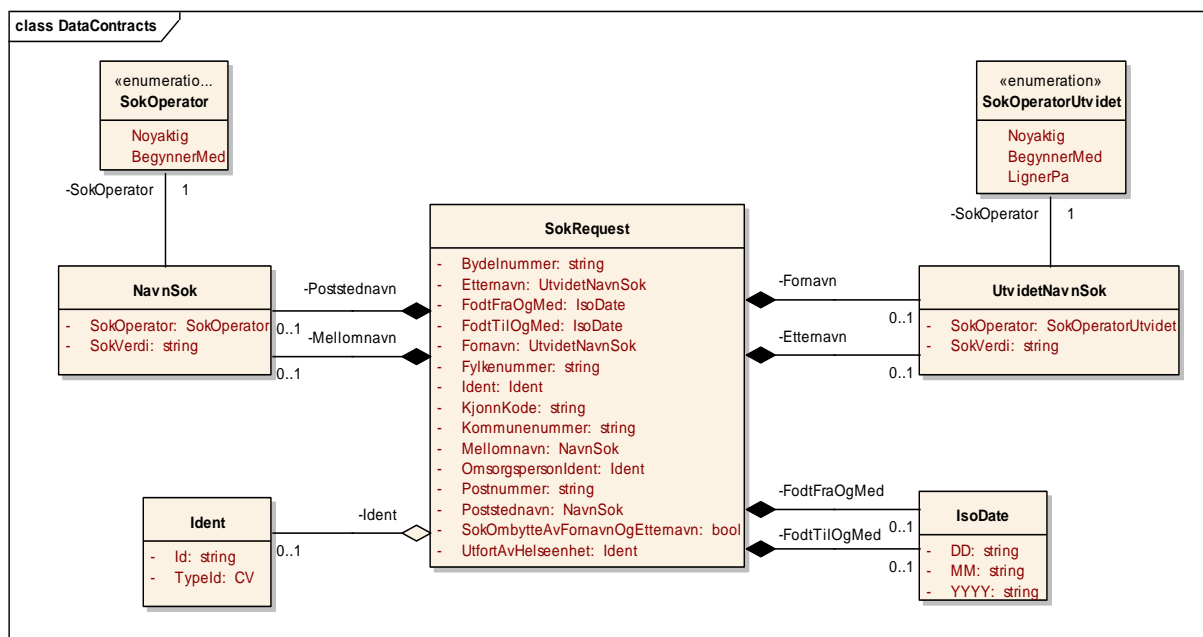 class DataContracts
«enumeratio...
SokOperator
Noyaktig
BegynnerMed
-SokOperator 1
NavnSok
- SokOperator: SokOperator
- SokVerdi: string
-Poststednavn
0..1
-Mellomnavn
0..1
SokRequest
- Bydelnummer: string
- Etternavn: UtvidetNavnSok
- FodtFraOgMed: IsoDate
- FodtTilOgMed: IsoDate
- Fornavn: UtvidetNavnSok
- Fylkenummer: string
- Ident: Ident
- KjonnKode: string
- Kommunenummer: string
- Mellomnavn: NavnSok
- OmsorgspersonIdent: Ident
- Postnummer: string
- Poststednavn: NavnSok
- SokOmbytteAvFornavnOgEtternavn: bool
- UtfortAvHelseenhet: Ident
«enumeration»
SokOperatorUtvidet
Noyaktig
BegynnerMed
LignerPa
-SokOperator 1
-Fornavn
0..1
-Etternavn
0..1
UtvidetNavnSok
- SokOperator: SokOperatorUtvidet
- SokVerdi: string
Ident
- Id: string
- TypeId: CV
-Ident
0..1
-FodtFraOgMed
0..1
-FodtTilOgMed
0..1
IsoDate
- DD: string
- MM: string
- YYYY: string